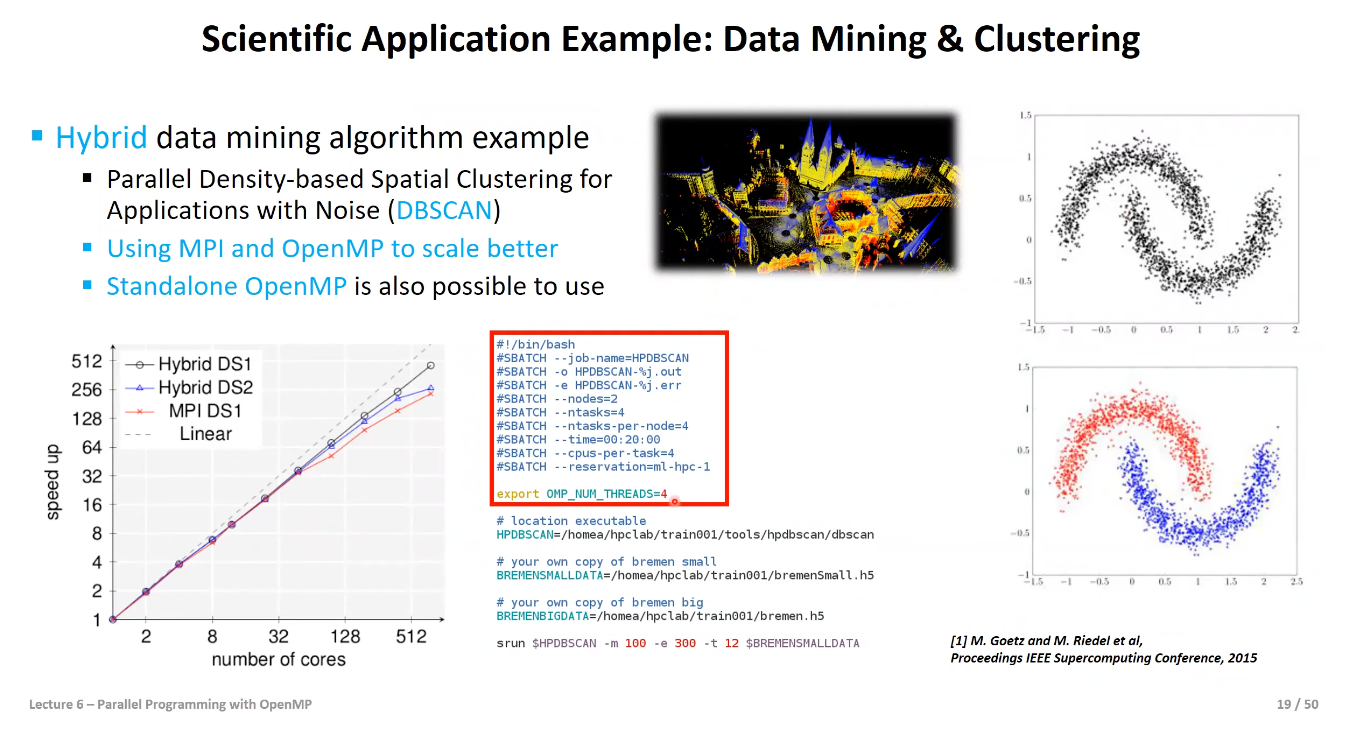 Scientific Application Example: Data Mining & Clustering
▪ Hybrid data mining algorithm example
▪ Parallel Density-based Spatial Clustering for
Applications with Noise (DBSCAN)
▪ Using MPI and OpenMP to scale better
▪ Standalone OpenMP is also possible to use
512
256
128
64
32
16
8
4
2
1
speed up
Hybrid DS1
Hybrid DS2
MPI DS1
Linear
2 8 32 128 512
number of cores
#!/bin/bash
#SBATCH --job-name=HPDBSCAN
#SBATCH -o HPDBSCAN-%j.out
#SBATCH -e HPDBSCAN-%j.err
#SBATCH --nodes=2
#SBATCH --ntasks=4
#SBATCH --ntasks-per-node=4
#SBATCH --time=00:20:00
#SBATCH --cpus-per-task=4
#SBATCH --reservation=ml-hpc-1
export OMP_NUM_THREADS=4
# location executable
HPDBSCAN=/homea/hpclab/train001/tools/hpdbscan/dbscan
# your own copy of bremen small
BREMENSMALLDATA=/homea/hpclab/train001/bremenSmall.h5
# your own copy of bremen big
BREMENBIGDATA=/homea/hpclab/train001/bremen.h5
srun $HPDBSCAN -m 100 -e 300 -t 12 $BREMENSMALLDATA
1.5
1
0.5
0
−0.5
−1
−1.5 −1 −0.5 0 0.5 1 1.5 2 2.
1.5
1
0.5
0
−0.5
−1
−1.5 −1 −0.5 0 0.5 1 1.5 2 2.5
[1] M. Goetz and M. Riedel et al,
Proceedings IEEE Supercomputing Conference, 2015
Lecture 6 – Parallel Programming with OpenMP
19 / 50